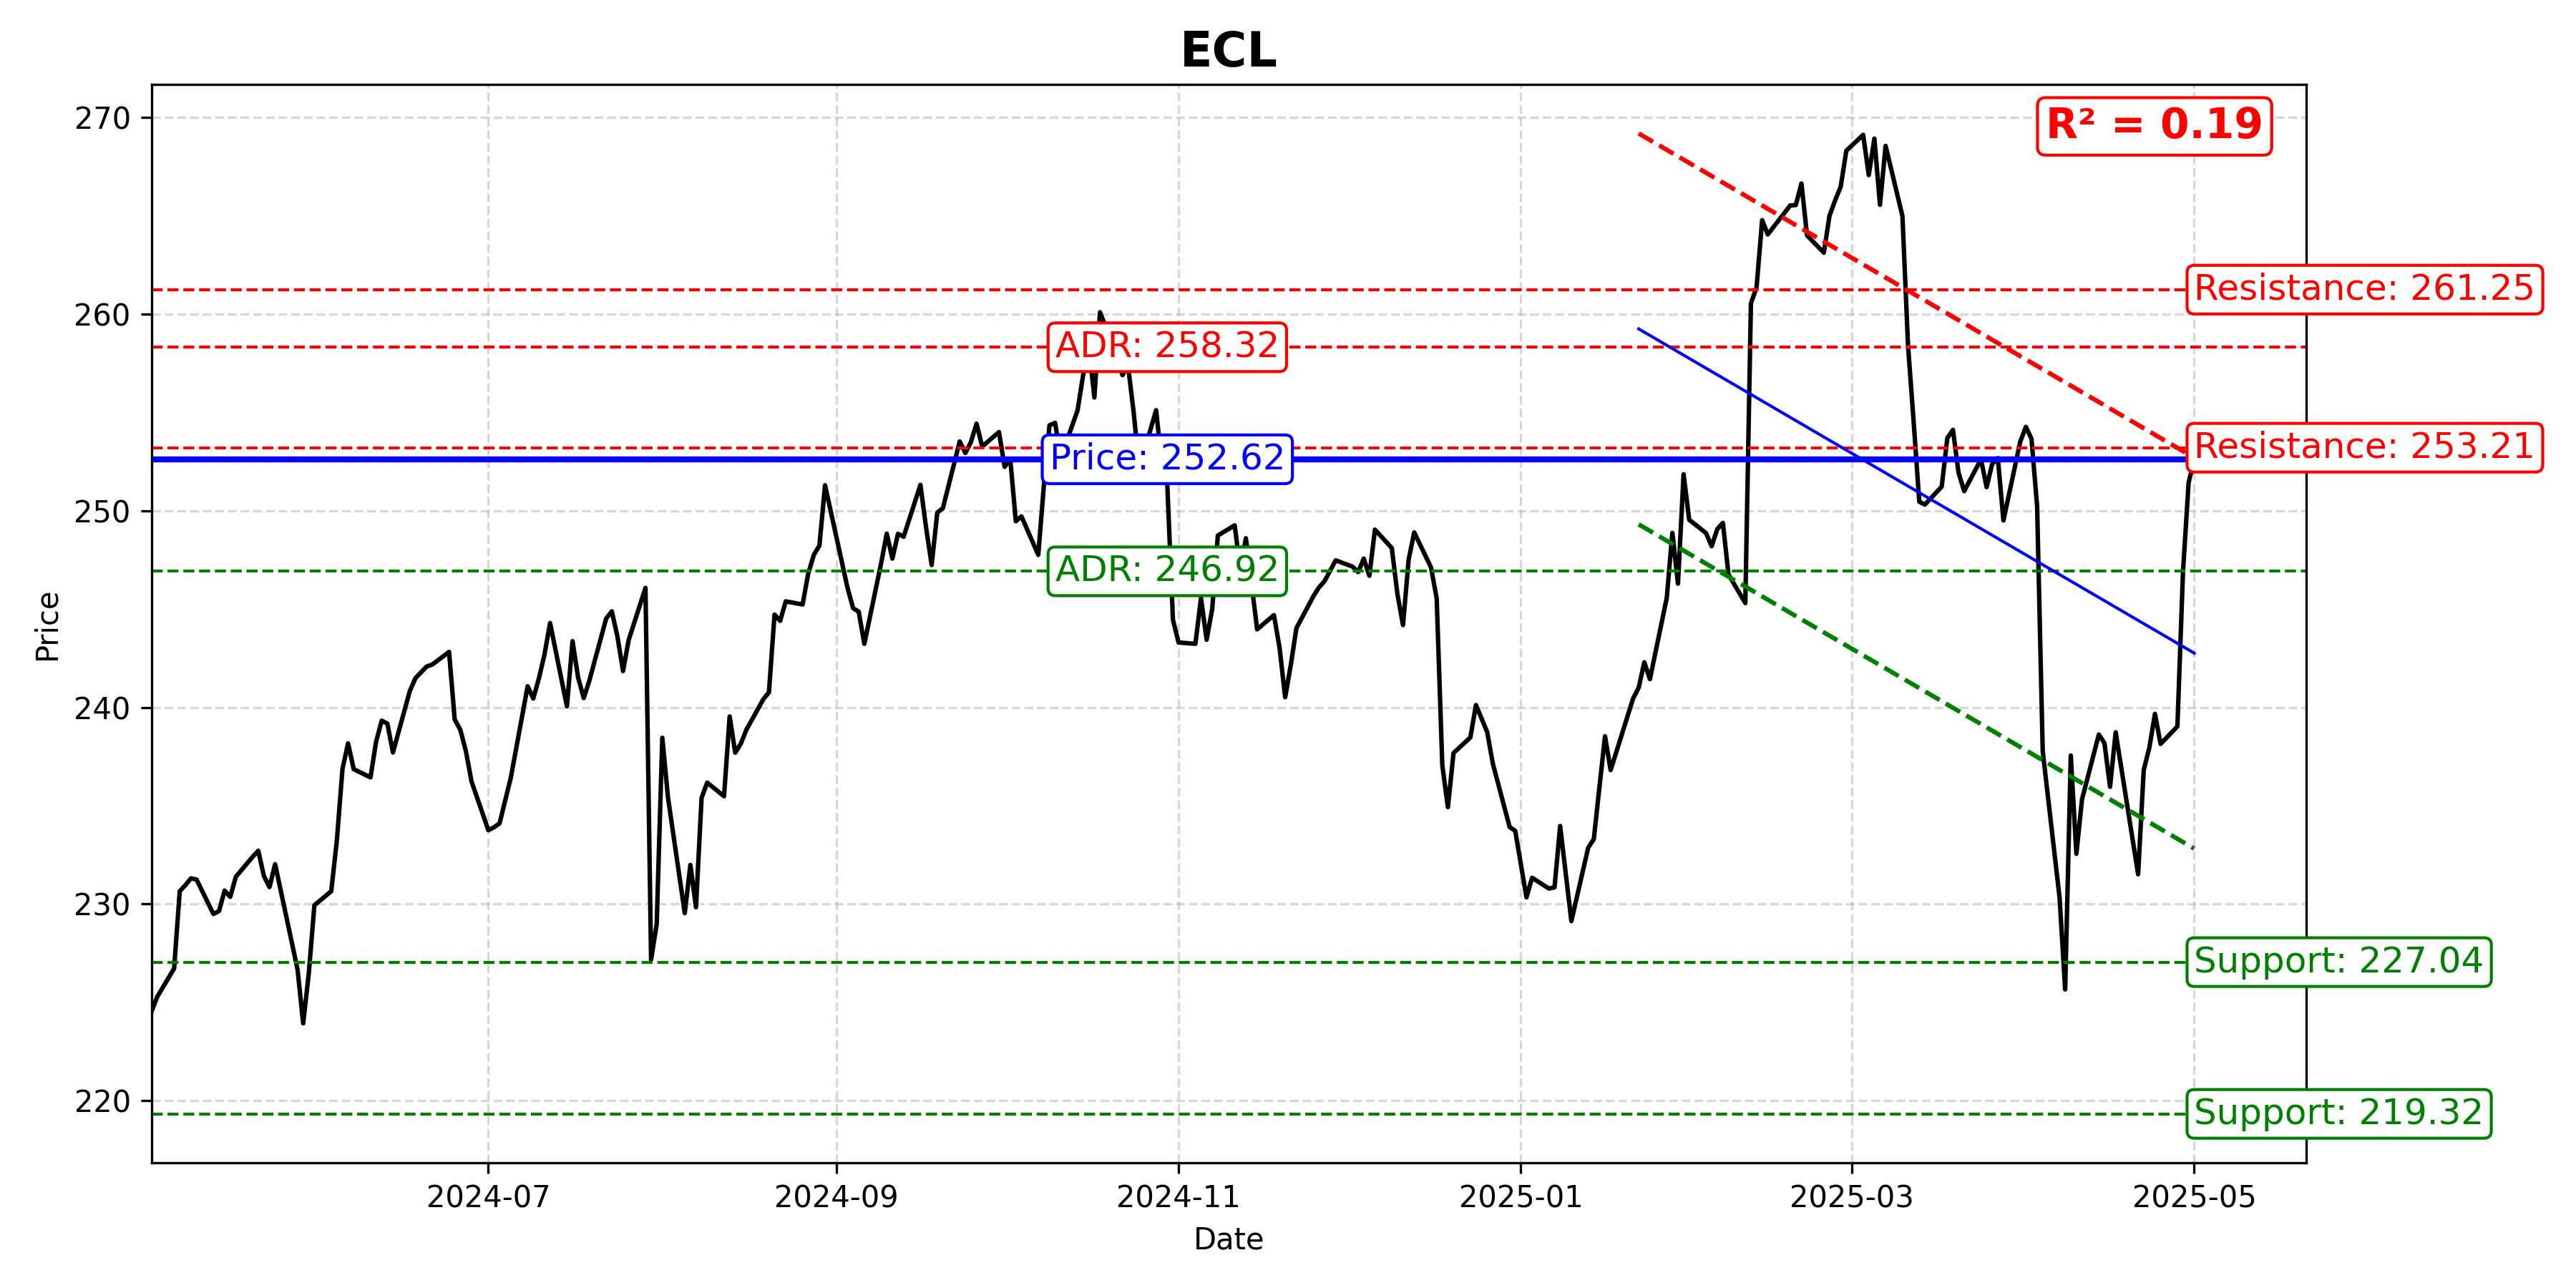 ECL
R² = 0.19
270
260
250
240
230
220
Price
Resistance: 261.25
ADR: 258.32
Resistance: 253.21
Price: 252.62
ADR: 246.92
Support: 227.04
Support: 219.32
2024-07
2024-09
2024-11
2025-01
2025-03
2025-05
Date